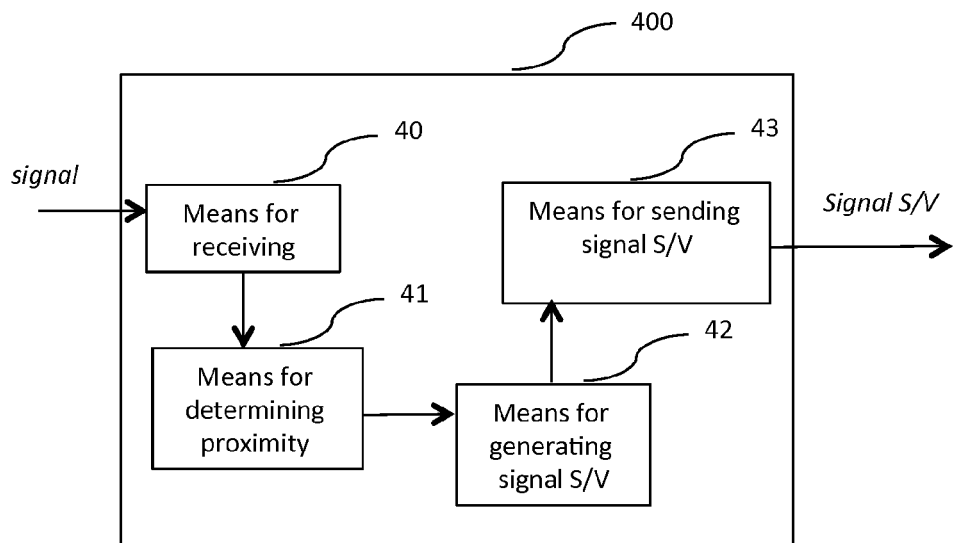 400
signal
40
Means for
receiving
43
Means for sending
signal S/V
Signal S/V
41
Means for
determining
proximity
42
Means for
generating
signal S/V